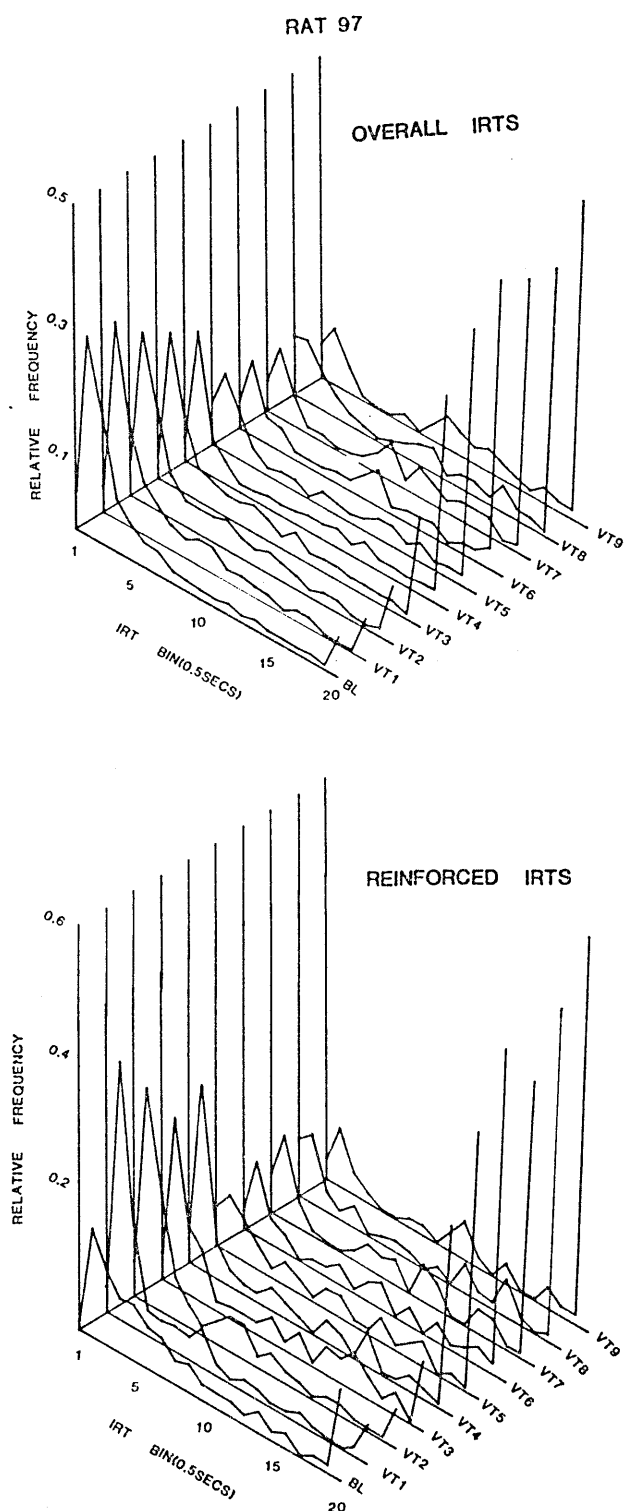 RAT 97
OVERALL IRTS
0.5
0.3
0.1
RELATIVE FREQUENCY
1
5
10
15
20
IRT BIN(0.5SECS)
BL
VT1
VT2
VT3
VT4
VT5
VT6
VT7
VT8
VT9
REINFORCED IRTS
0.6
0.4
0.2
RELATIVE FREQUENCY
1
5
10
15
20
IRT BIN(0.5SECS)
BL
VT1
VT2
VT3
VT4
VT5
VT6
VT7
VT8
VT9